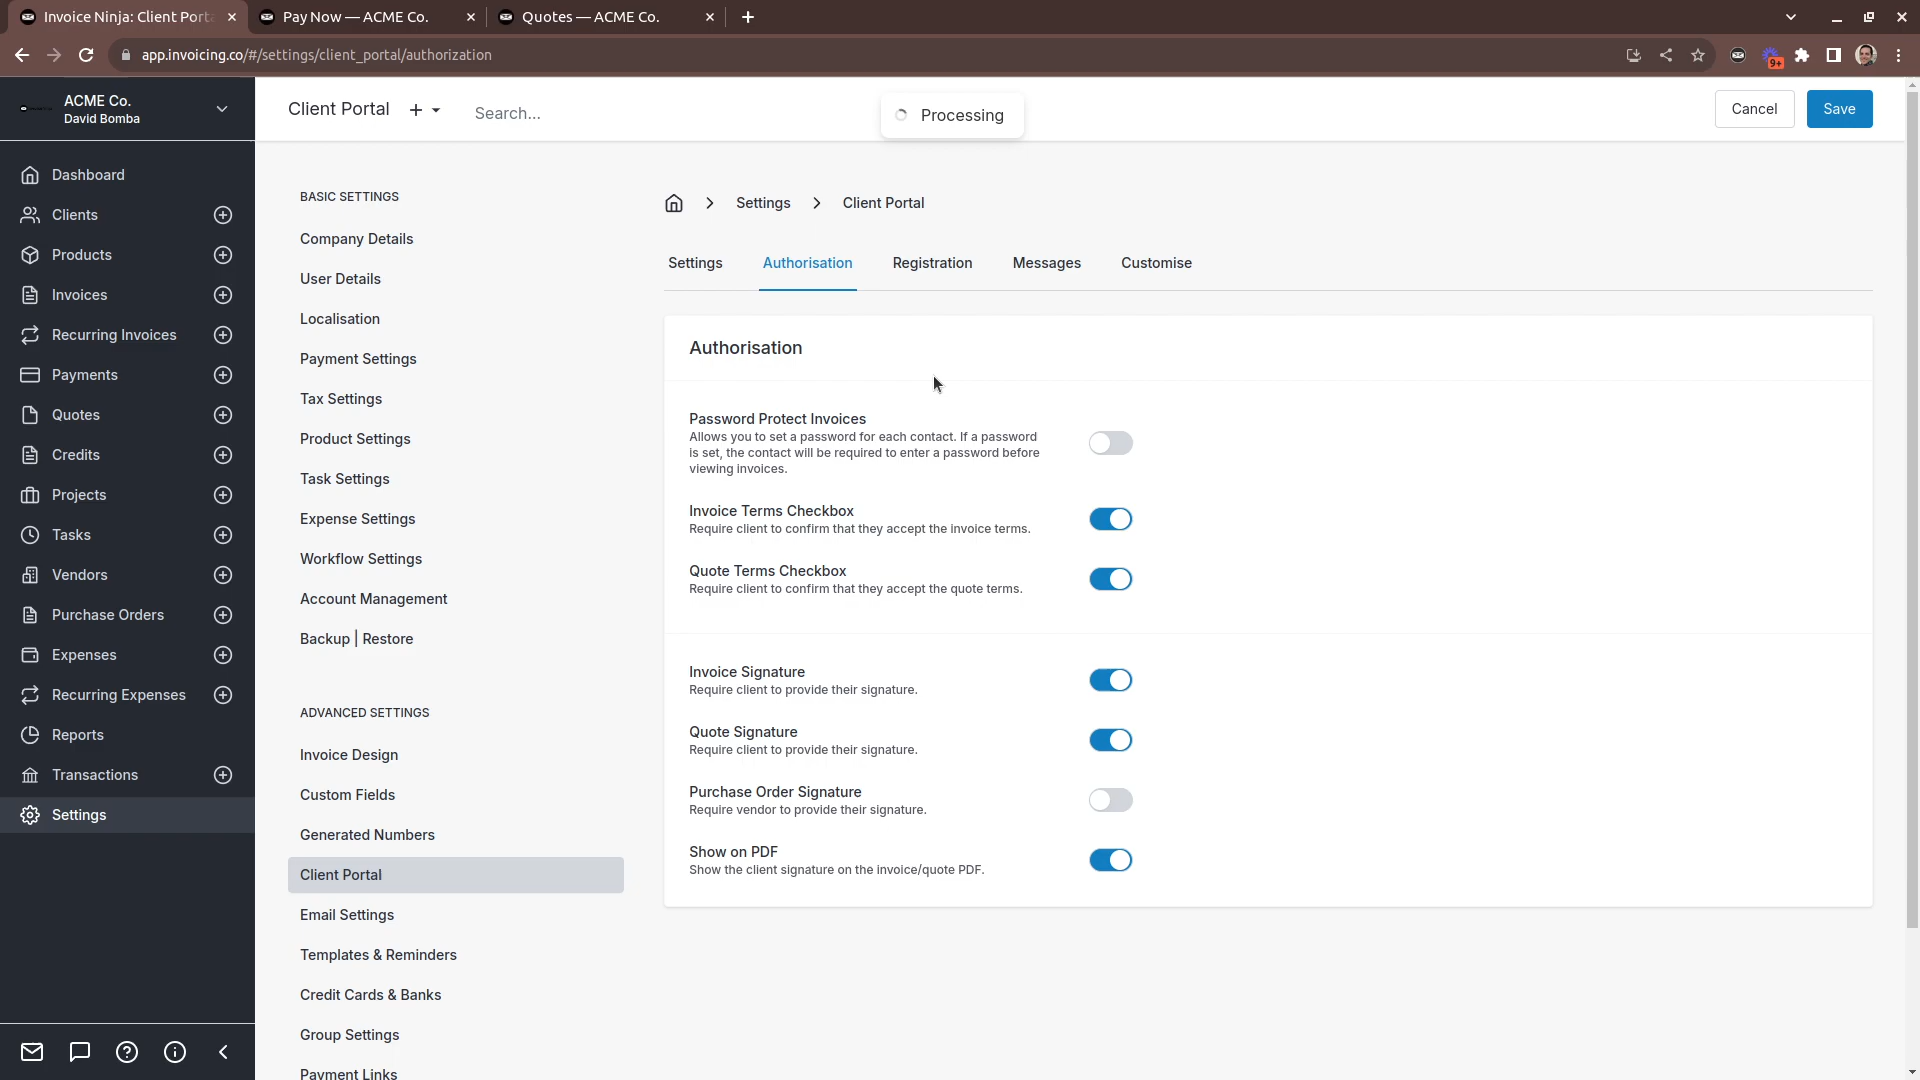 Invoice Ninja: Client Port
Pay Now — ACME Co.
Quotes — ACME Co.
app.invoicing.co/#/settings/client_portal/authorization
9+
ACME Co.
David Bomba
Client Portal
Search...
Processing
Cancel
Save
Dashboard
Clients
Products
Invoices
Recurring Invoices
Payments
Quotes
Credits
Projects
Tasks
Vendors
Purchase Orders
Expenses
Recurring Expenses
Reports
Transactions
Settings
BASIC SETTINGS
Company Details
User Details
Localisation
Payment Settings
Tax Settings
Product Settings
Task Settings
Expense Settings
Workflow Settings
Account Management
Backup | Restore
ADVANCED SETTINGS
Invoice Design
Custom Fields
Generated Numbers
Client Portal
Email Settings
Templates & Reminders
Credit Cards & Banks
Group Settings
Payment Links
Settings
Client Portal
Settings
Authorisation
Registration
Messages
Customise
Authorisation
Password Protect Invoices
Allows you to set a password for each contact. If a password
is set, the contact will be required to enter a password before
viewing invoices.
Invoice Terms Checkbox
Require client to confirm that they accept the invoice terms.
Quote Terms Checkbox
Require client to confirm that they accept the quote terms.
Invoice Signature
Require client to provide their signature.
Quote Signature
Require client to provide their signature.
Purchase Order Signature
Require vendor to provide their signature.
Show on PDF
Show the client signature on the invoice/quote PDF.